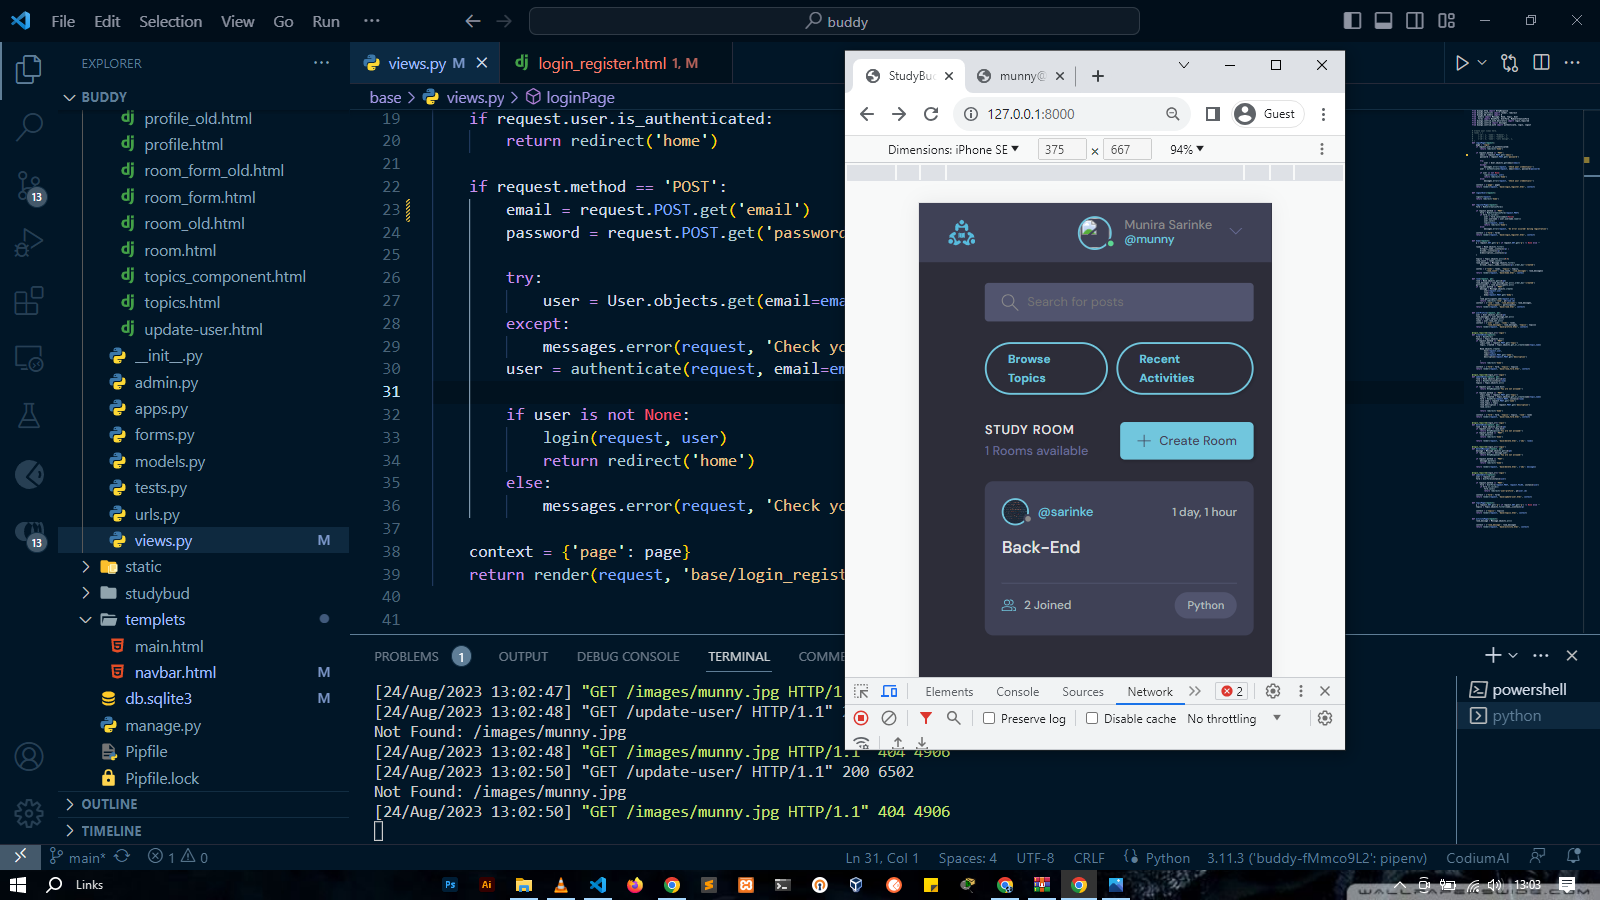 File Edit Selection View Go Run ···
buddy
EXPLORER
BUDDY
profile_old.html
profile.html
room_form_old.html
room_form.html
room_old.html
room.html
topics_component.html
topics.html
update-user.html
__init__.py
admin.py
apps.py
forms.py
models.py
tests.py
urls.py
views.py M
static
studybud
templets
main.html
navbar.html M
db.sqlite3 M
manage.py
Pipfile
Pipfile.lock
OUTLINE
TIMELINE
13
13
views.py M
login_register.html 1, M
base > views.py > loginPage
19 if request.user.is_authenticated:
20 return redirect('home')
21
22 if request.method == 'POST':
23 email = request.POST.get('email')
24 password = request.POST.get('password
25
26 try:
27 user = User.objects.get(email=ema
28 except:
29 messages.error(request, 'Check yo
30 user = authenticate(request, email=em
31
32 if user is not None:
33 login(request, user)
34 return redirect('home')
35 else:
36 messages.error(request, 'Check yo
37
38 context = {'page': page}
39 return render(request, 'base/login_regist
40
41
PROBLEMS 1 OUTPUT DEBUG CONSOLE TERMINAL COMME
[24/Aug/2023 13:02:47] "GET /images/munny.jpg HTTP/1
[24/Aug/2023 13:02:48] "GET /update-user/ HTTP/1.1" 2
Not Found: /images/munny.jpg
[24/Aug/2023 13:02:48] "GET /images/munny.jpg HTTP/1.1" 404 4906
[24/Aug/2023 13:02:50] "GET /update-user/ HTTP/1.1" 200 6502
Not Found: /images/munny.jpg
[24/Aug/2023 13:02:50] "GET /images/munny.jpg HTTP/1.1" 404 4906
powershell
python
StudyBud
munny@
127.0.0.1:8000
Guest
Dimensions: iPhone SE 375 x 667 94%
Munira Sarinke
@munny
Search for posts
Browse Topics
Recent Activities
STUDY ROOM
1 Rooms available
Create Room
@sarinke 1 day, 1 hour
Back-End
2 Joined Python
Elements Console Sources Network 2
Preserve log Disable cache No throttling
main* 1 0
Ln 31, Col 1 Spaces: 4 UTF-8 CRLF Python 3.11.3 ('buddy-fMmco9L2': pipenv) CodiumAI
Links
Ps Ai
13:03